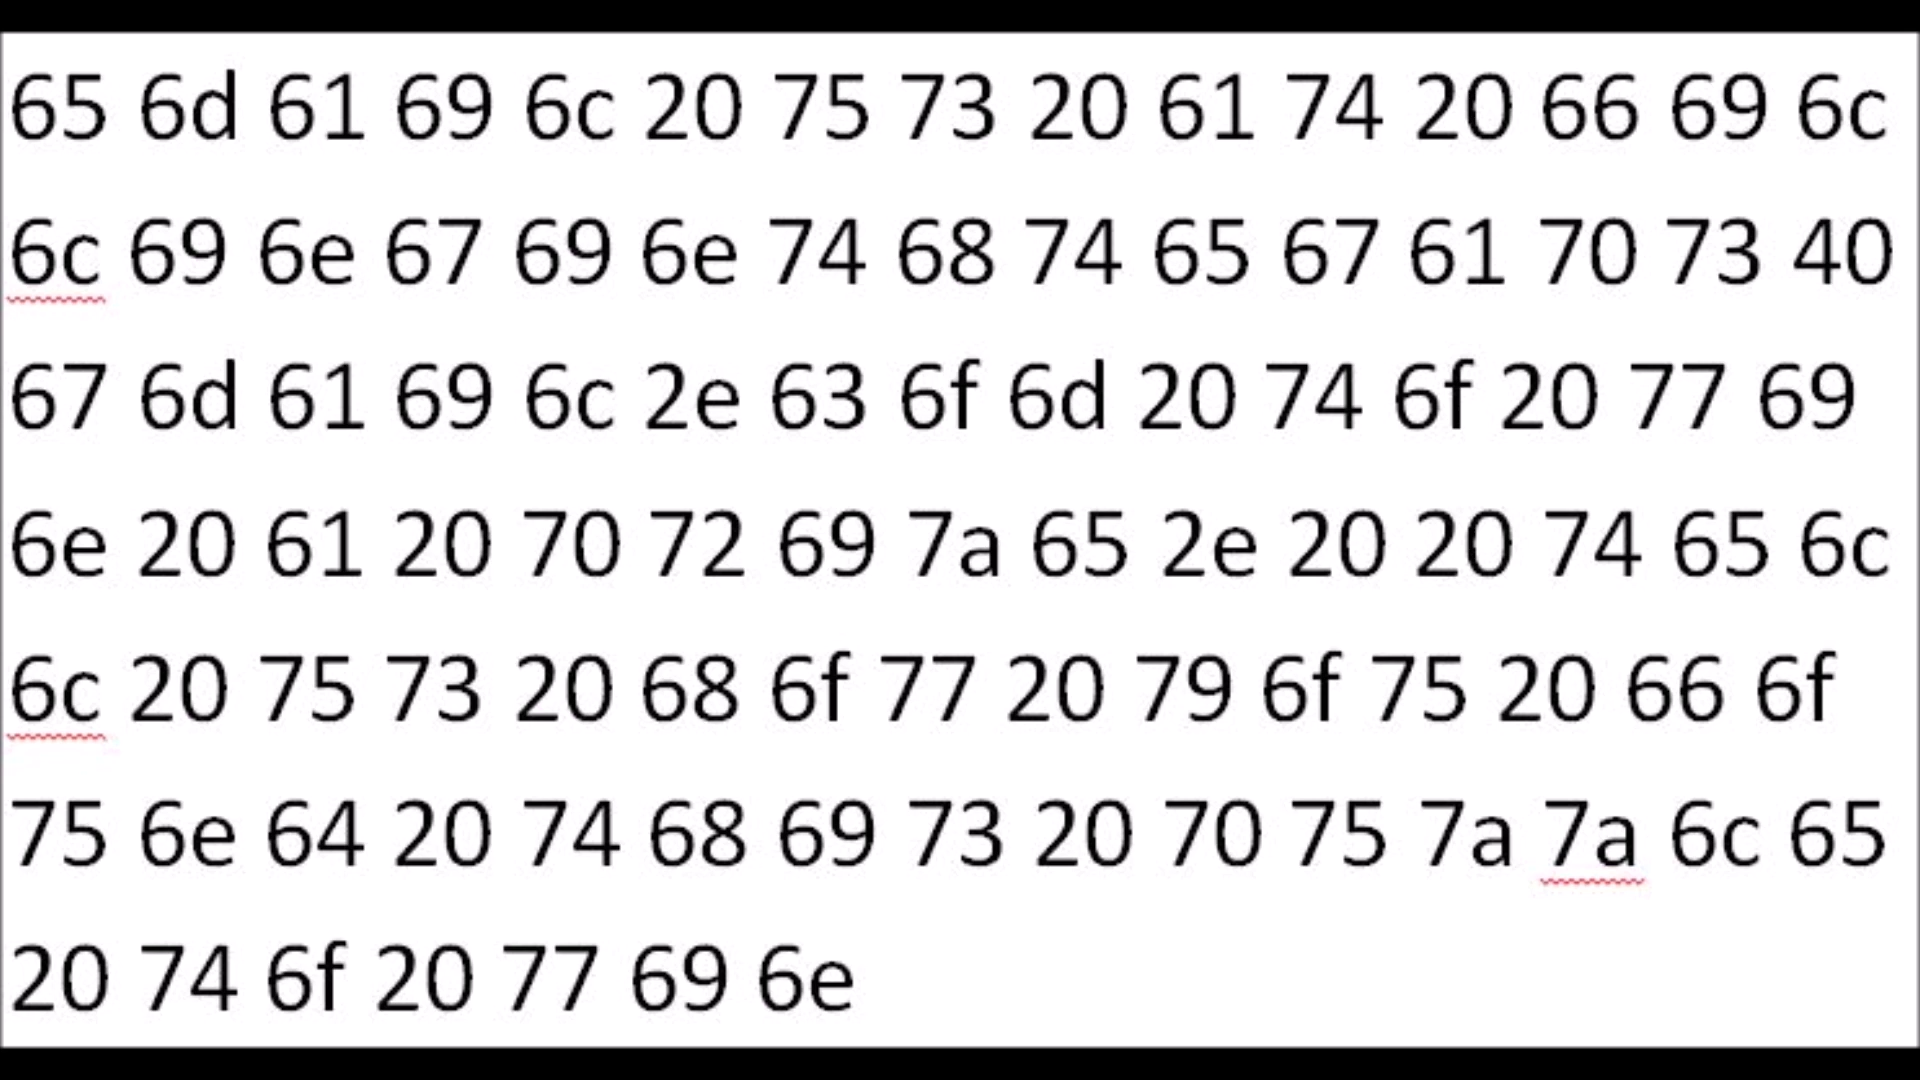 65 6d 61 69 6c 20 75 73 20 61 74 20 66 69 6c
6c 69 6e 67 69 6e 74 68 74 65 67 61 70 73 40
67 6d 61 69 6c 2e 63 6f 6d 20 74 6f 20 77 69
6e 20 61 20 70 72 69 7a 65 2e 20 20 74 65 6c
6c 20 75 73 20 68 6f 77 20 79 6f 75 20 66 6f
75 6e 64 20 74 68 69 73 20 70 75 7a 7a 6c 65
20 74 6f 20 77 69 6e